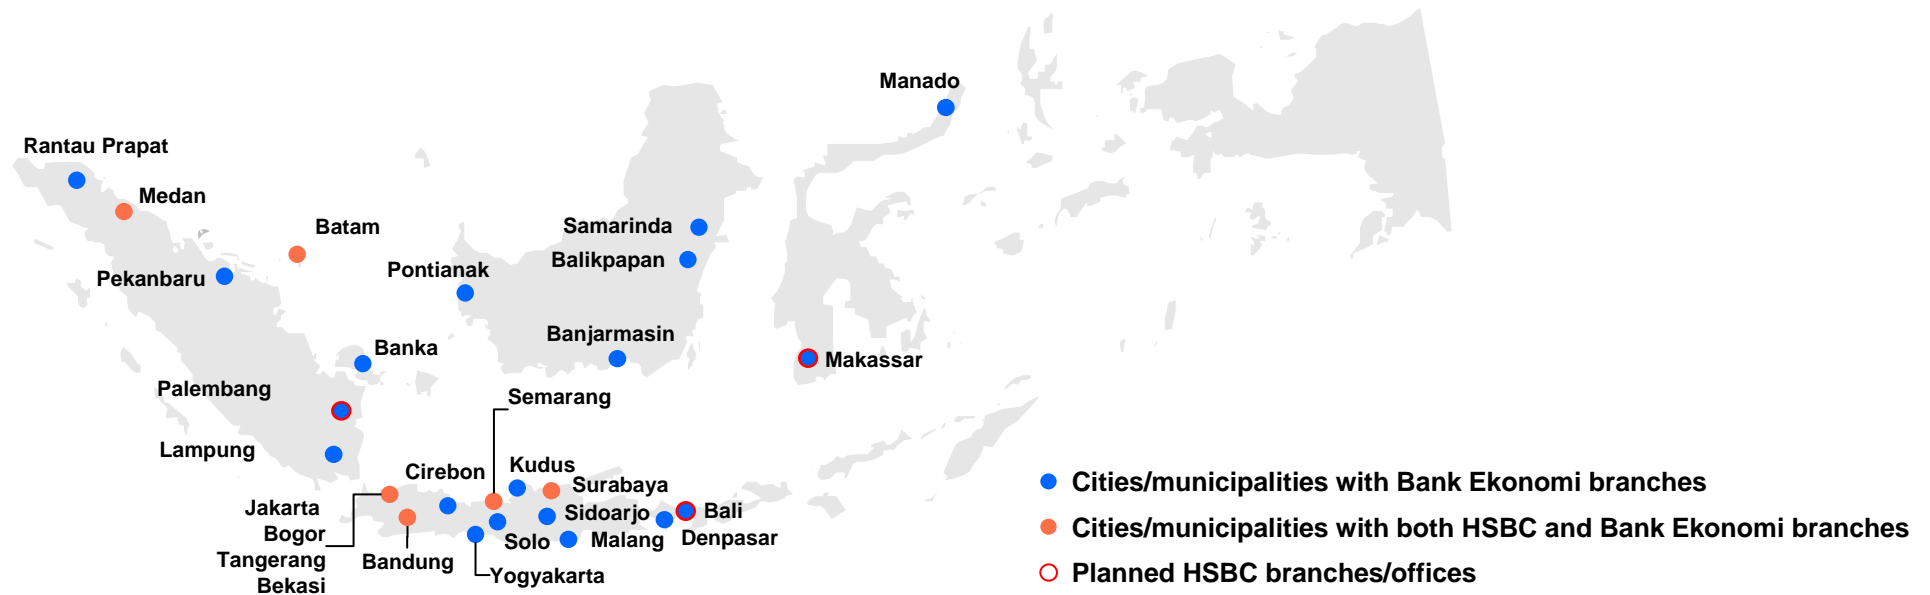 Manado
Rantau Prapat
Medan
Batam
Samarinda
Pekanbaru
Pontianak
Balikpapan
Banjarmasin
Banka
Makassar
Palembang
Semarang
Lampung
Cirebon
Kudus
Surabaya
Jakarta
Bogor
Tangerang
Bekasi
Bandung
Solo
Sidoarjo
Malang
Yogyakarta
Bali
Denpasar
Cities/municipalities with Bank Ekonomi branches
Cities/municipalities with both HSBC and Bank Ekonomi branches
Planned HSBC branches/offices